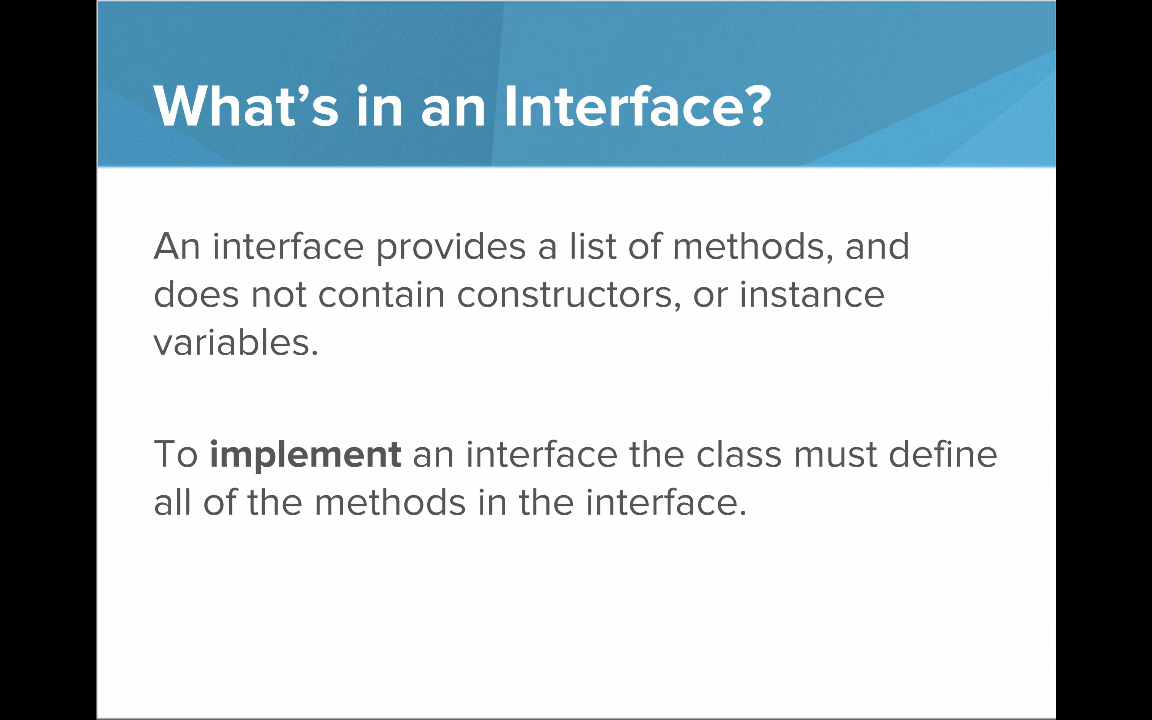 What’s in an Interface?
An interface provides a list of methods, and
does not contain constructors, or instance
variables.
To implement an interface the class must define
all of the methods in the interface.